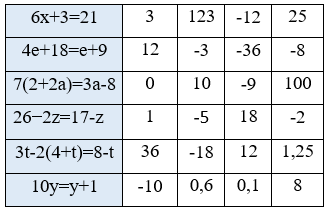 6x+3=21 3 123 -12 25
4e+18=e+9 12 -3 -36 -8
7(2+2a)=3a-8 0 10 -9 100
26−2z=17-z 1 -5 18 -2
3t-2(4+t)=8-t 36 -18 12 1,25
10y=y+1 -10 0,6 0,1 8